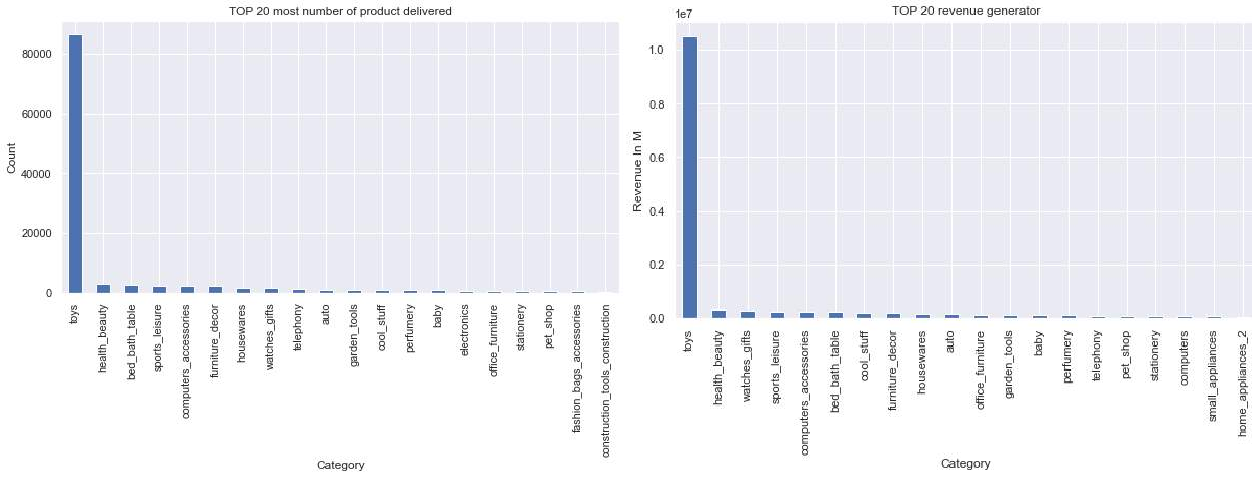 TOP 20 most number of product delivered
80000
60000
40000
20000
0
Count
toys
health_beauty
bed_bath_table
sports_leisure
computers_accessories
furniture_decor
housewares
watches_gifts
telephony
auto
garden_tools
cool_stuff
perfumery
baby
electronics
office_furniture
stationery
pet_shop
fashion_bags_accessories
construction_tools_construction
Category
TOP 20 revenue generator
1e7
1.0
0.8
0.6
0.4
0.2
0.0
Revenue In M
toys
health_beauty
watches_gifts
sports_leisure
computers_accessories
bed_bath_table
cool_stuff
furniture_decor
housewares
auto
office_furniture
garden_tools
baby
perfumery
telephony
pet_shop
stationery
computers
small_appliances
home_appliances_2
Category